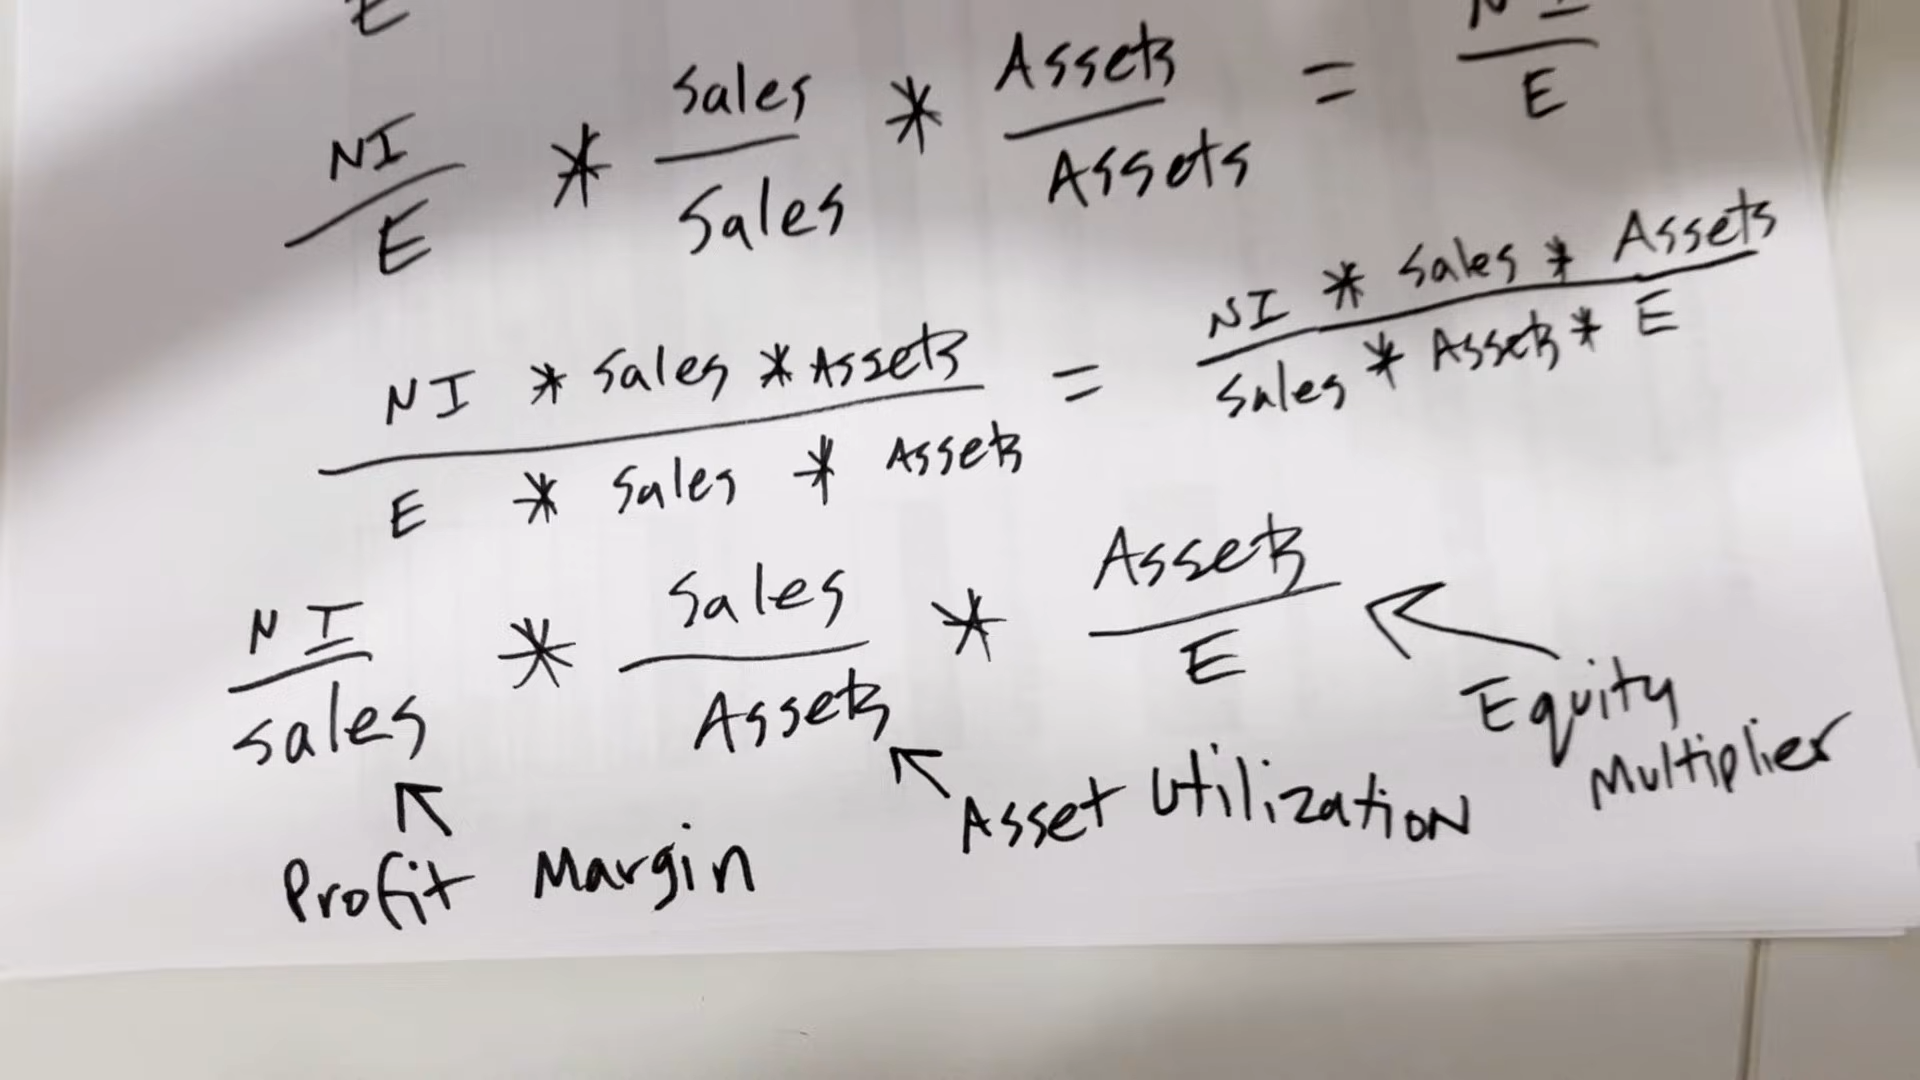 E
NI/E * Sales/Sales * Assets/Assets = NI/E
NI * Sales * Assets / E * Sales * Assets = NI * Sales * Assets / Sales * Assets * E
NI/Sales * Sales/Assets * Assets/E
Equity
Multiplier
Asset Utilization
Profit Margin